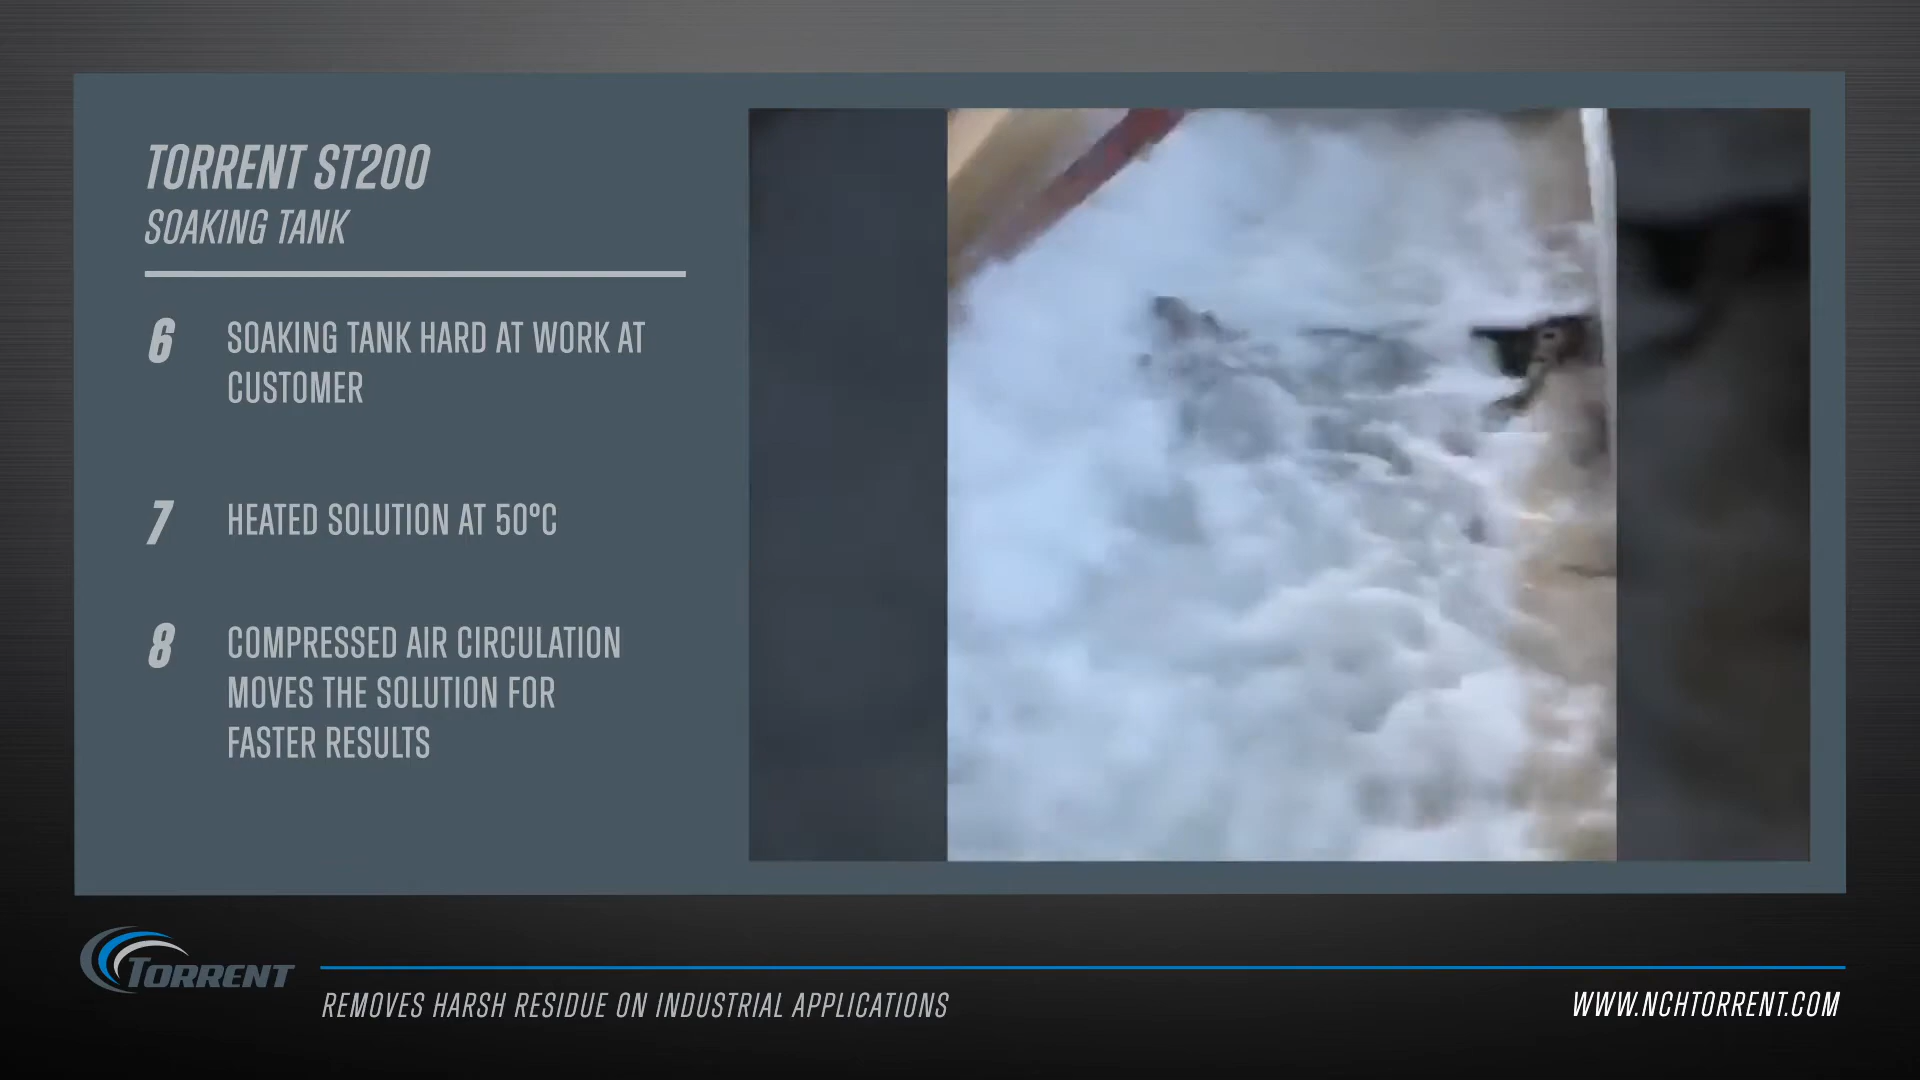 TORRENT ST200
SOAKING TANK
6 SOAKING TANK HARD AT WORK AT
CUSTOMER
7 HEATED SOLUTION AT 50°C
8 COMPRESSED AIR CIRCULATION
MOVES THE SOLUTION FOR
FASTER RESULTS
TORRENT
REMOVES HARSH RESIDUE ON INDUSTRIAL APPLICATIONS
WWW.NCHTORRENT.COM